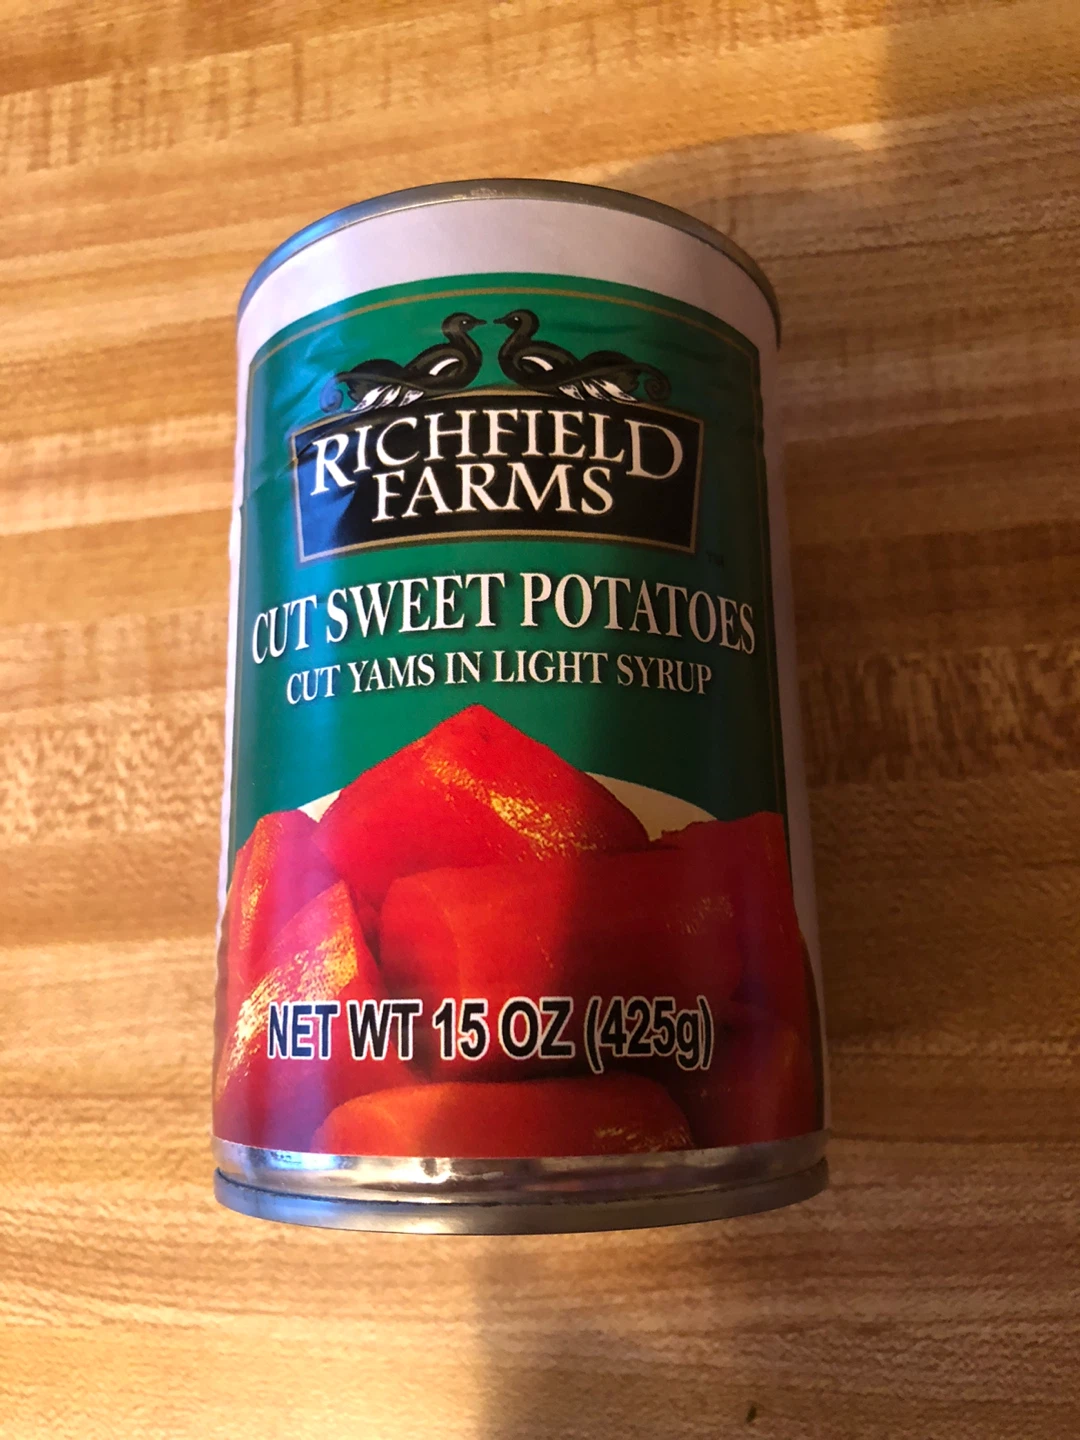 RICHFIELD
FARMS
CUT SWEET POTATOES
CUT YAMS IN LIGHT SYRUP
NET WT 15 OZ (425g)